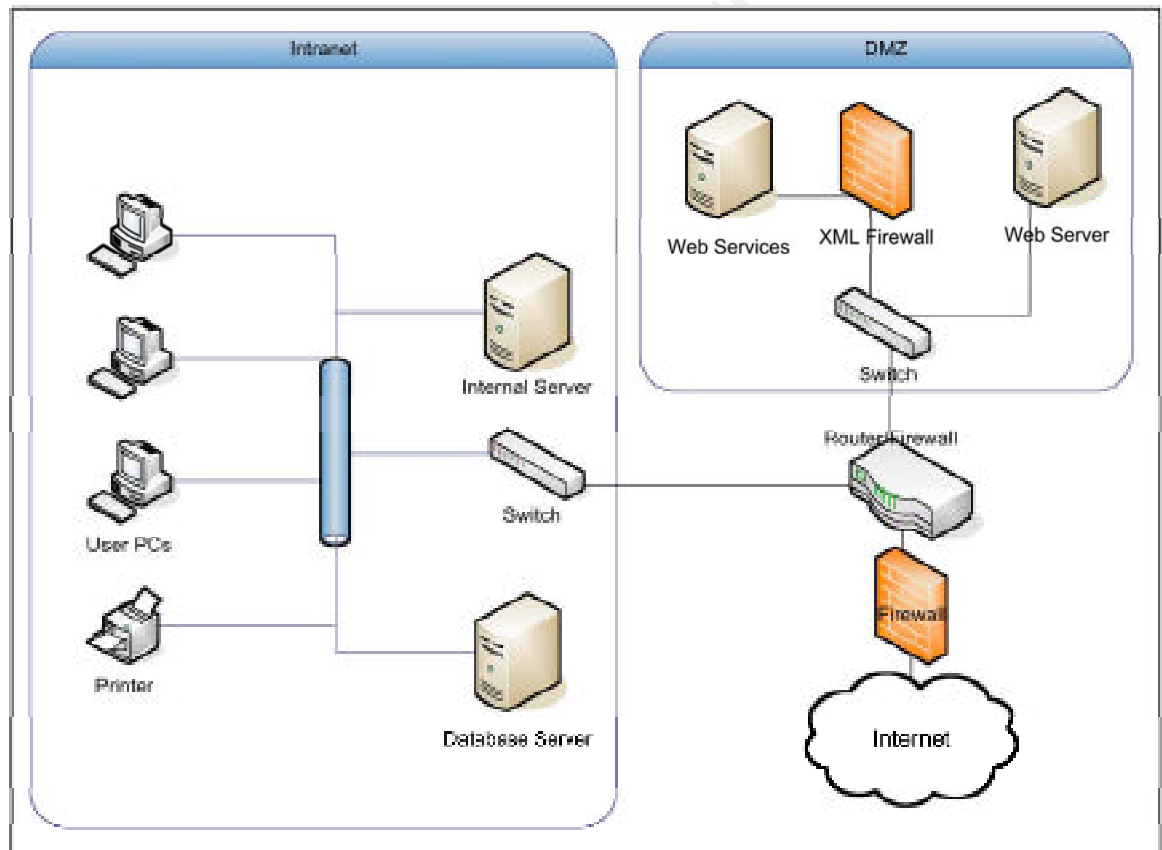 Intranet
DMZ
Web Services
XML Firewall
Web Server
Switch
Internal Server
Router/Firewall
Switch
User PCs
Firewall
Printer
Database Server
Internet